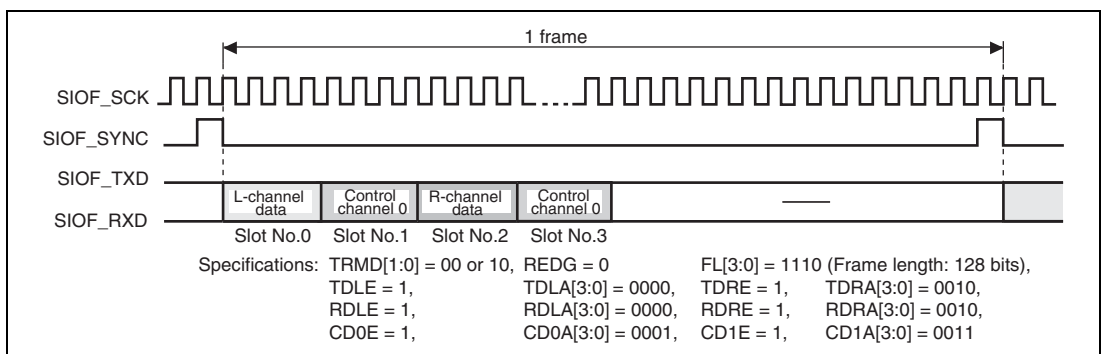 1 frame
SIOF_SCK
SIOF_SYNC
SIOF_TXD
SIOF_RXD
L-channel data
Control channel 0
R-channel data
Control channel 0
Slot No.0 Slot No.1 Slot No.2 Slot No.3
Specifications: TRMD[1:0] = 00 or 10, REDG = 0 FL[3:0] = 1110 (Frame length: 128 bits),
TDLE = 1, TDLA[3:0] = 0000, TDRE = 1, TDRA[3:0] = 0010,
RDLE = 1, RDLA[3:0] = 0000, RDRE = 1, RDRA[3:0] = 0010,
CD0E = 1, CD0A[3:0] = 0001, CD1E = 1, CD1A[3:0] = 0011